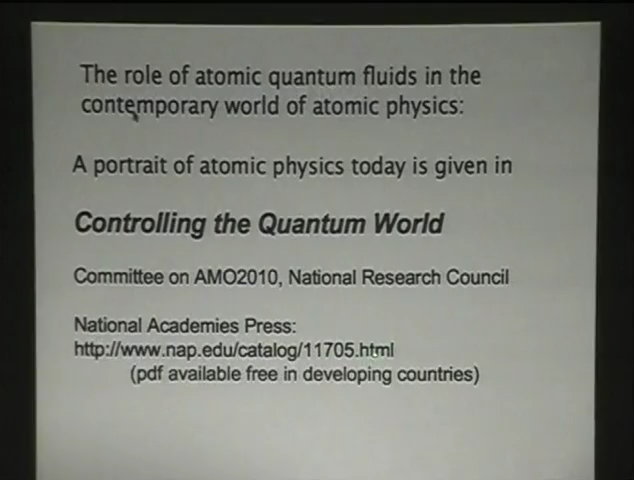 The role of atomic quantum fluids in the
contemporary world of atomic physics:
A portrait of atomic physics today is given in
Controlling the Quantum World
Committee on AMO2010, National Research Council
National Academies Press:
http://www.nap.edu/catalog/11705.html
(pdf available free in developing countries)